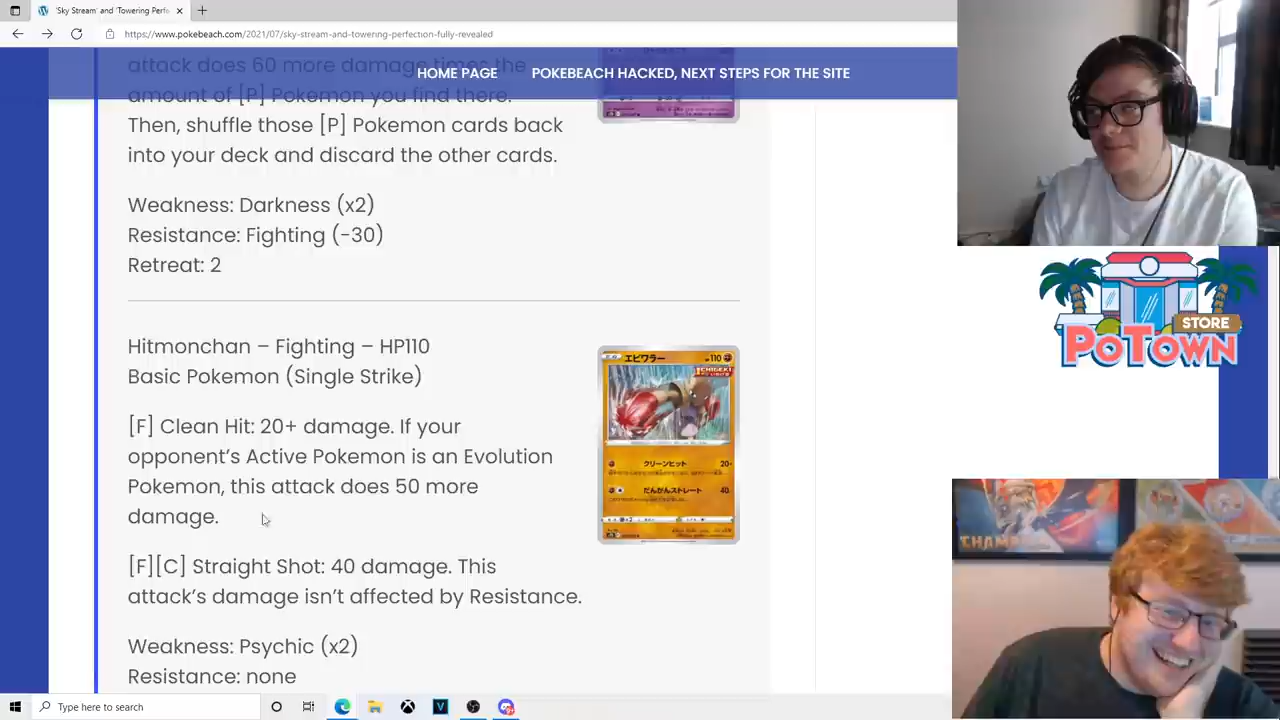 'Sky Stream' and 'Towering Perfe
https://www.pokebeach.com/2021/07/sky-stream-and-towering-perfection-fully-revealed
HOME PAGE POKEBEACH HACKED, NEXT STEPS FOR THE SITE
attack does 60 more damage times the
amount of [P] Pokemon you find there.
Then, shuffle those [P] Pokemon cards back
into your deck and discard the other cards.
Weakness: Darkness (x2)
Resistance: Fighting (-30)
Retreat: 2
Hitmonchan – Fighting – HP110
Basic Pokemon (Single Strike)
[F] Clean Hit: 20+ damage. If your
opponent's Active Pokemon is an Evolution
Pokemon, this attack does 50 more
damage.
[F][C] Straight Shot: 40 damage. This
attack's damage isn't affected by Resistance.
Weakness: Psychic (x2)
Resistance: none
エビワラー 110
クリーンヒット 20+
だんがんストレート 40
STORE
POTOWN
CHAMP
Type here to search